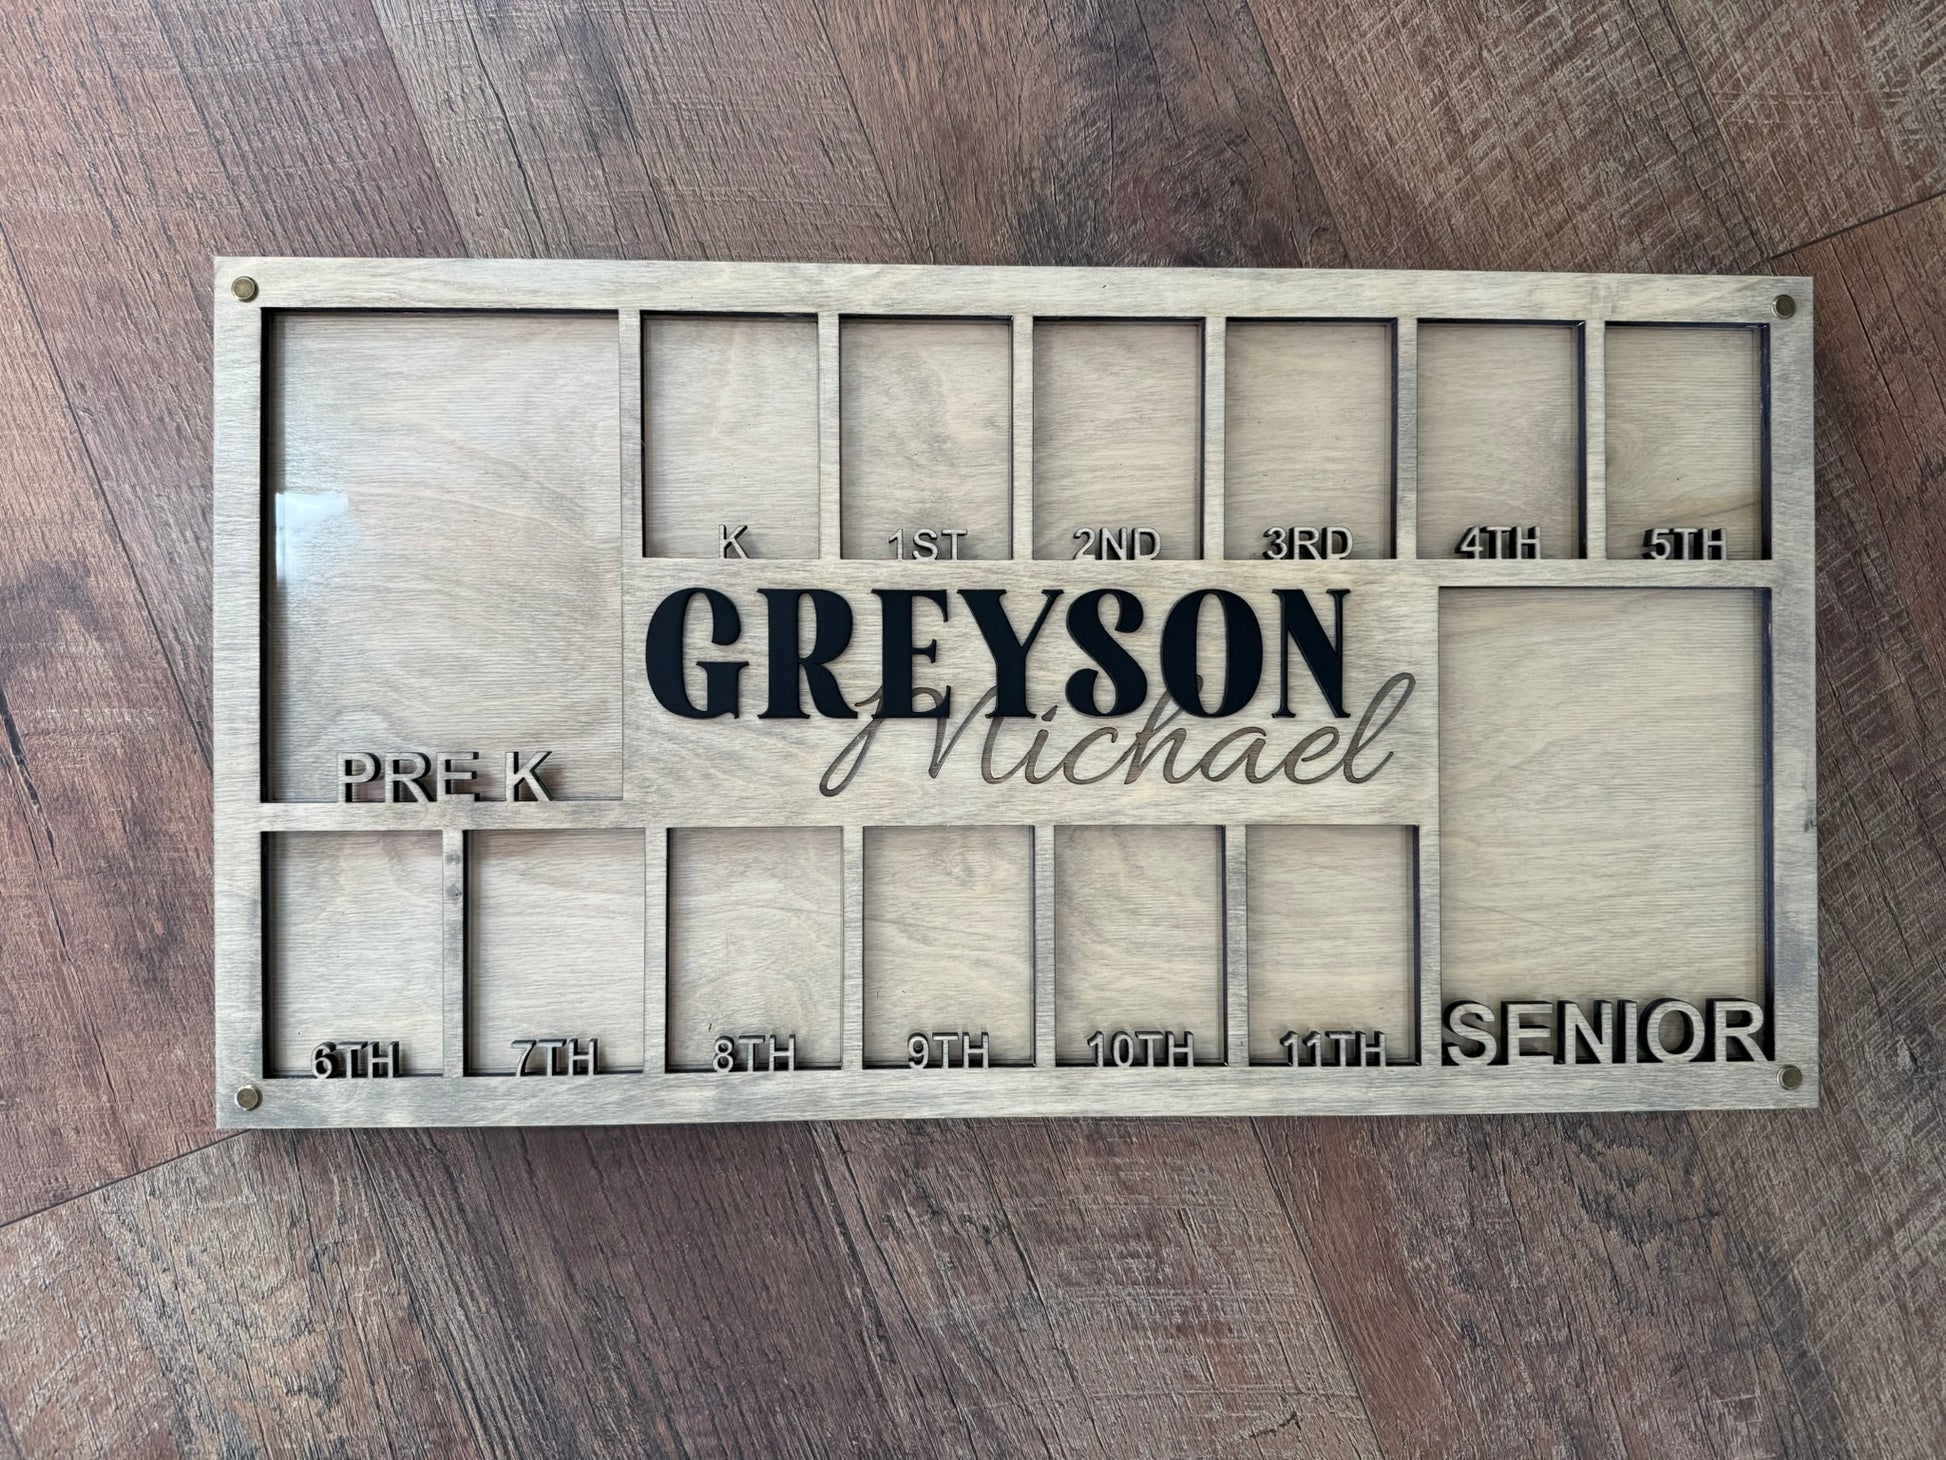 K 1ST 2ND 3RD 4TH 5TH
PRE K
GREYSON
Michael
6TH 7TH 8TH 9TH 10TH 11TH SENIOR